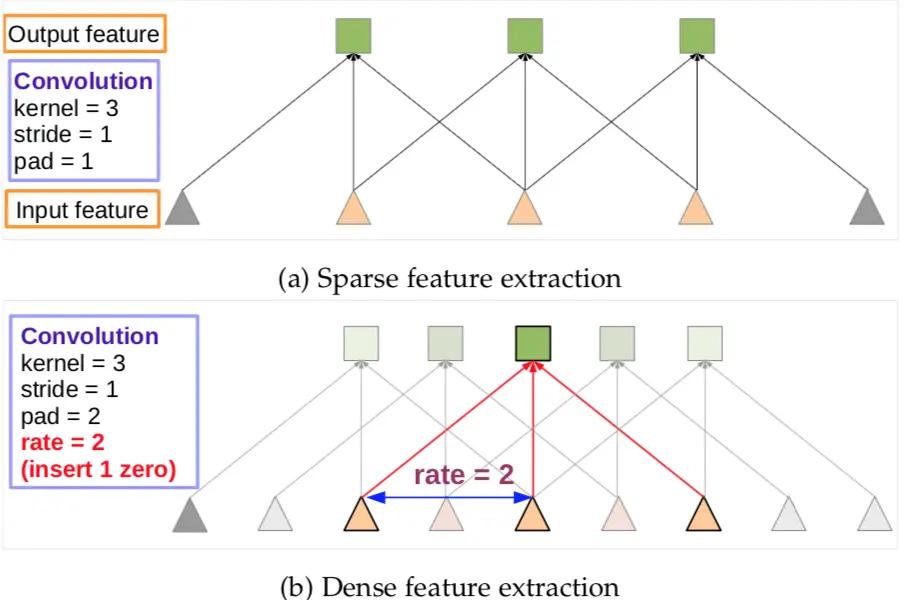 Output feature
Convolution
kernel = 3
stride = 1
pad = 1
Input feature
(a) Sparse feature extraction
Convolution
kernel = 3
stride = 1
pad = 2
rate = 2
(insert 1 zero)
rate = 2
(b) Dense feature extraction